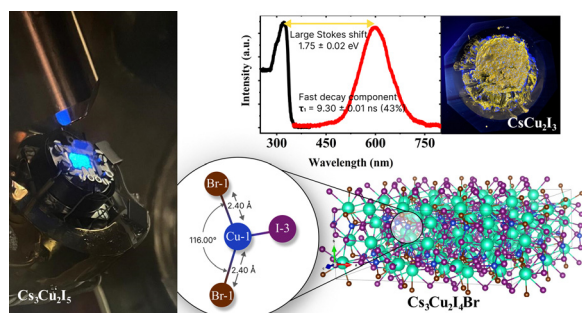 Large Stokes shift
1.75 ± 0.02 eV
Fast decay component
τ₁ = 9.30 ± 0.01 ns (43%)
Intensity (a.u.)
300 450 600 750
Wavelength (nm)
Intensity (a.u.)
CsCu₂I₃
Cs₃Cu₂I₅
Br-1
2.40 Å
116.00°
Cu-1
I-3
2.40 Å
Br-1
Cs₃Cu₂I₄Br